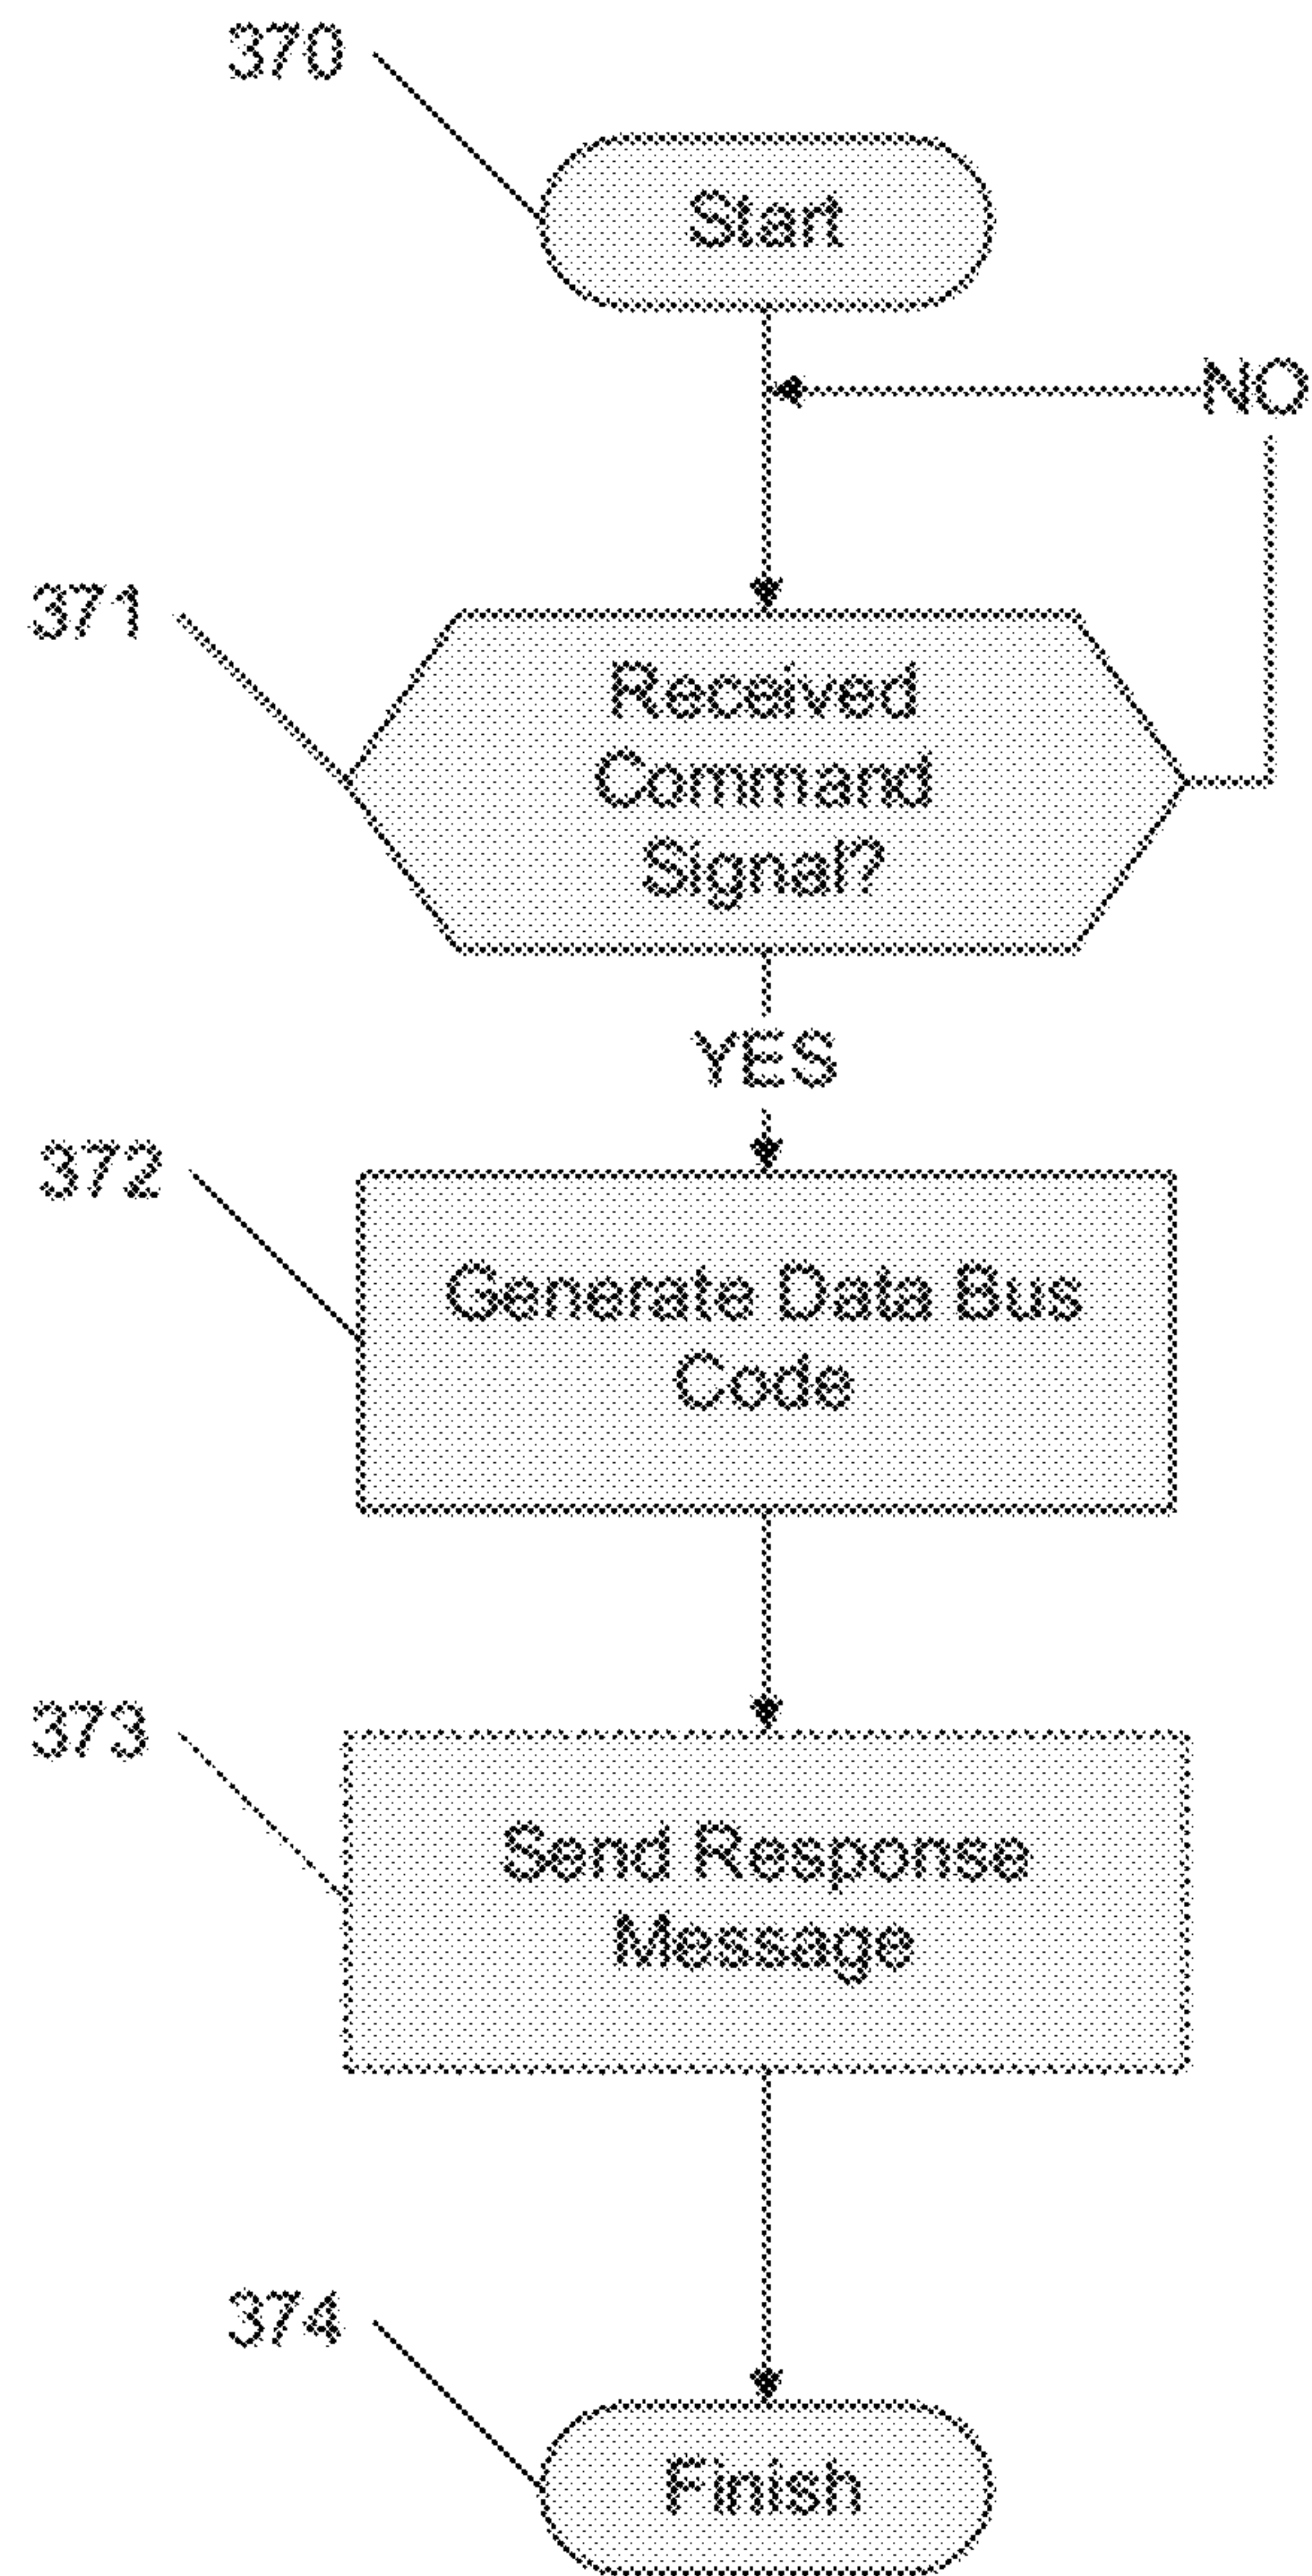 370
Start
NO
371
Received
Command
Signal?
YES
372
Generate Data Bus
Code
373
Send Response
Message
374
Finish